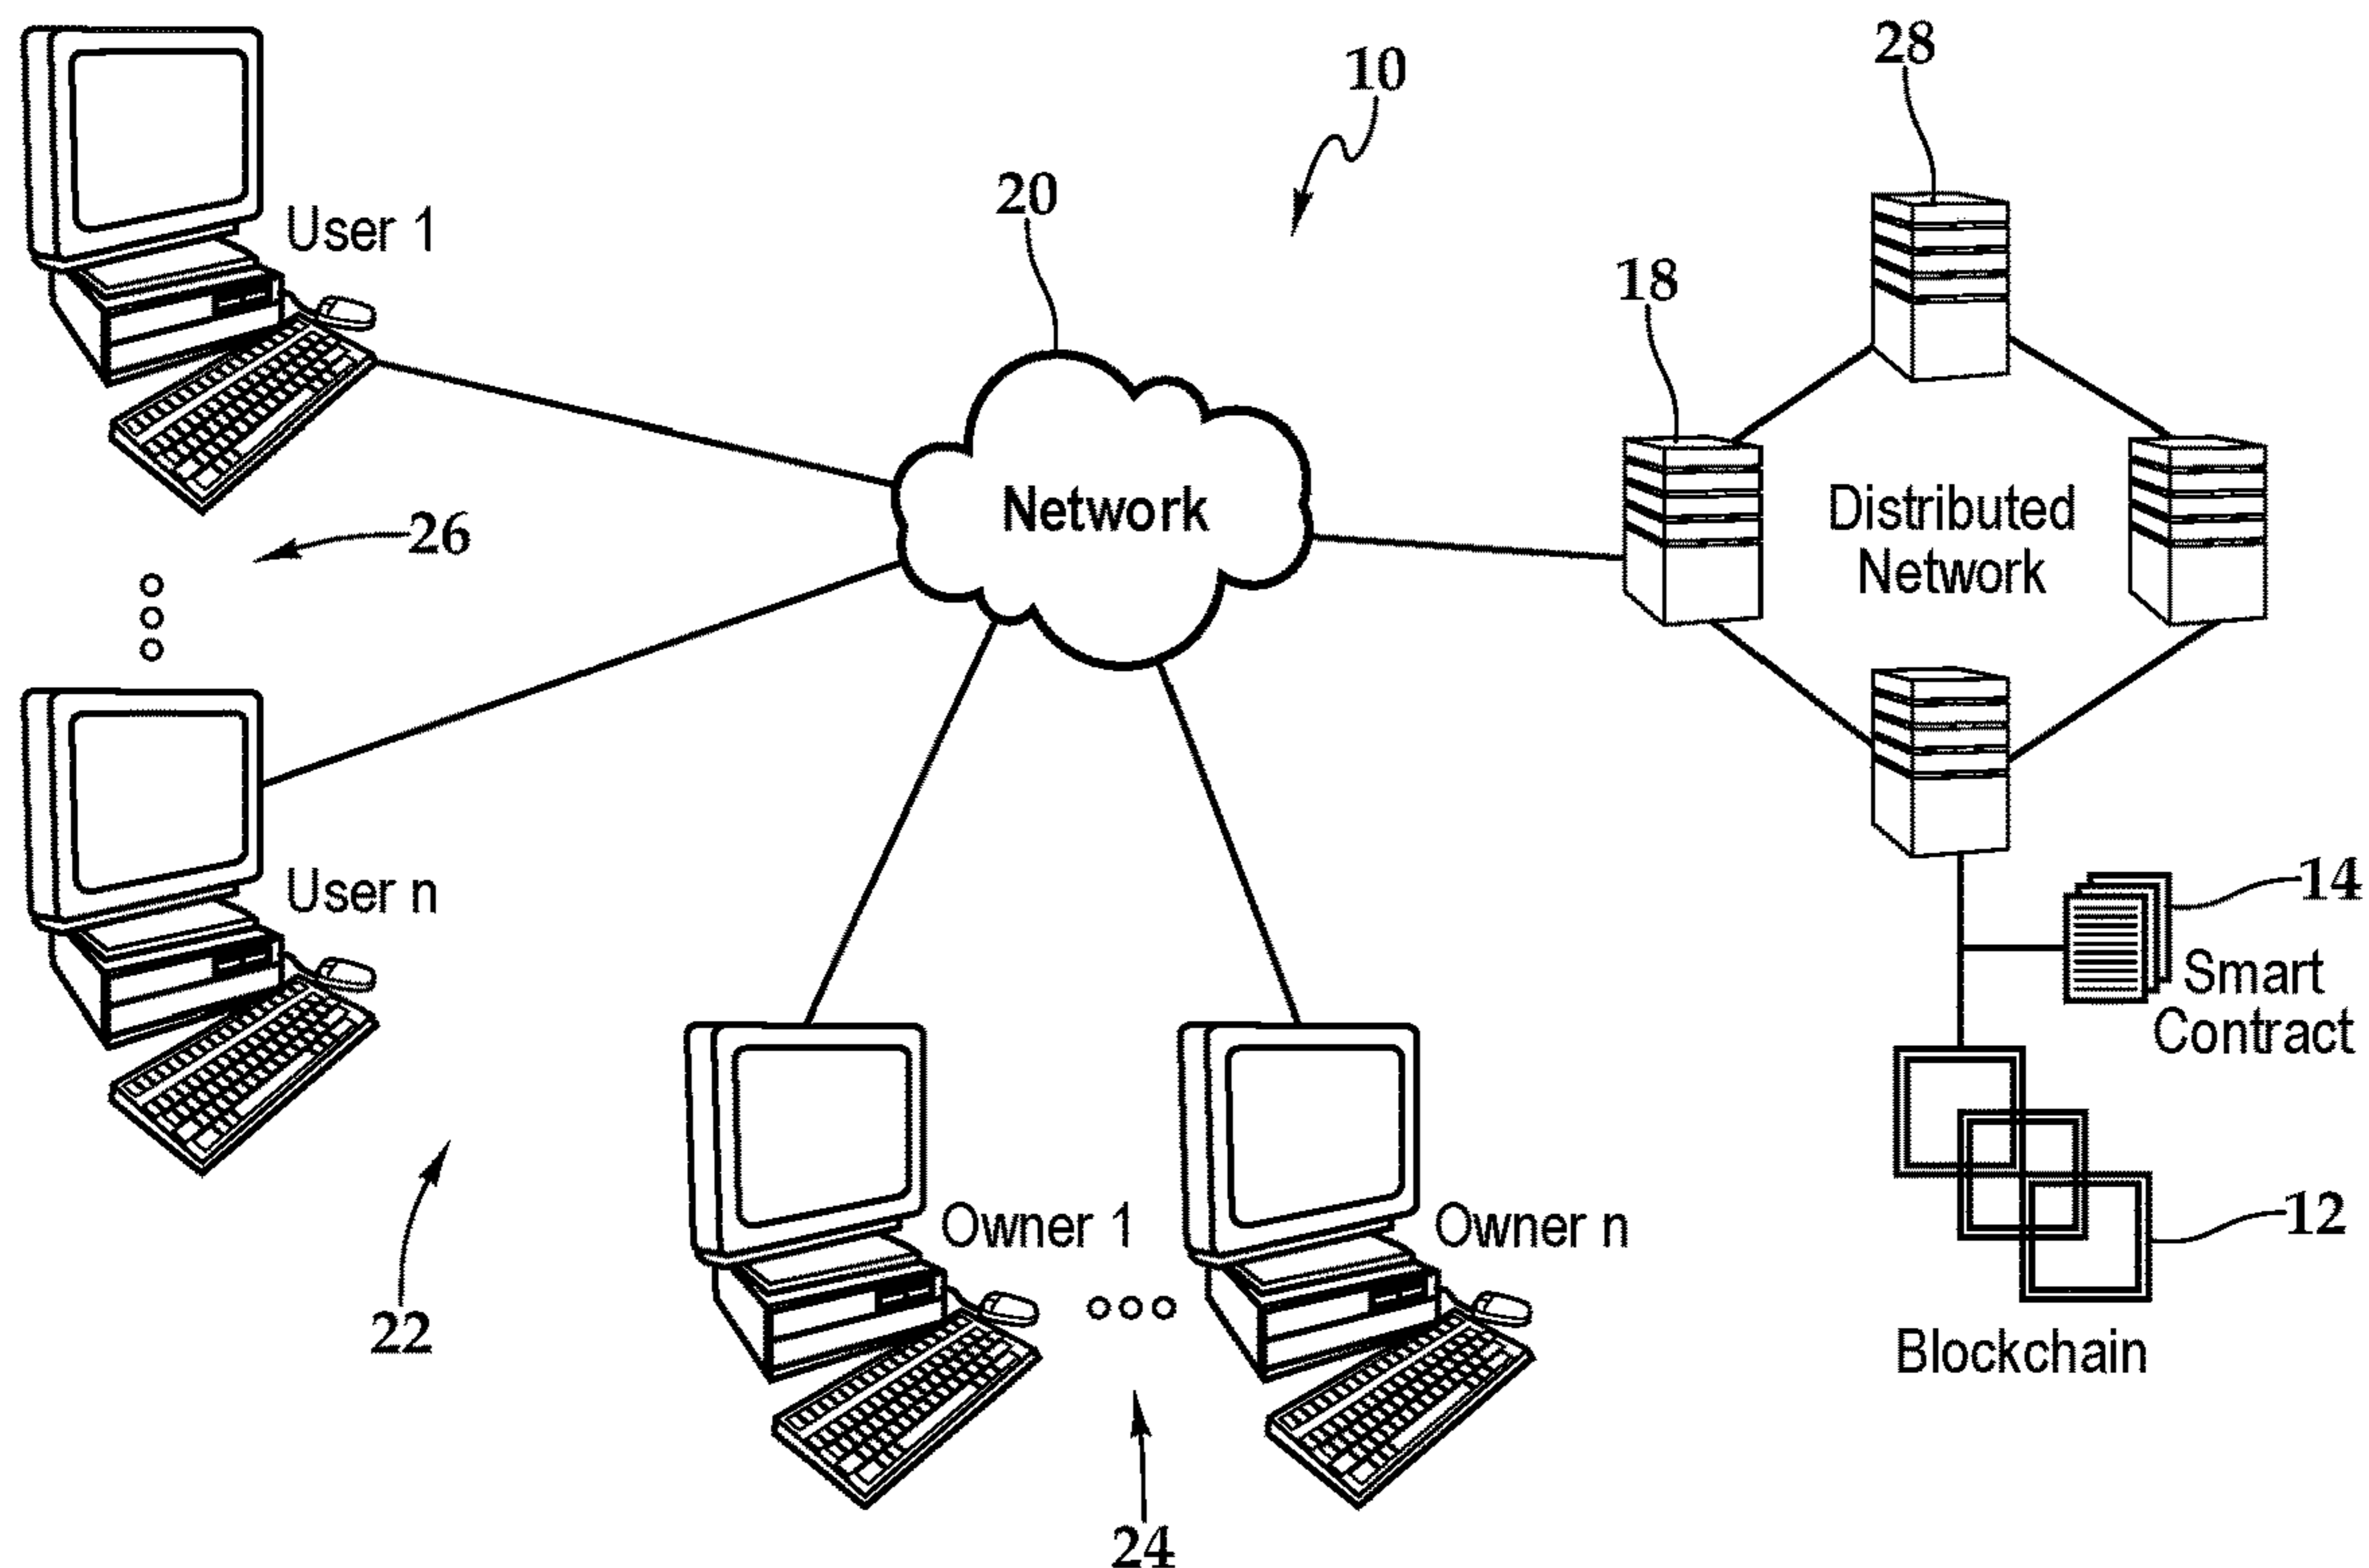 28
10
20
User 1
18
Network
Distributed
Network
26
User n
14
Smart
Contract
Owner 1
Owner n
12
22
Blockchain
24